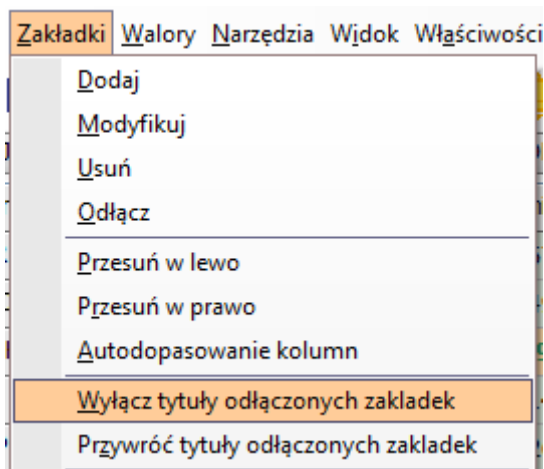 Zakładki Walory Narzędzia Widok Właściwości
Dodaj
Modyfikuj
Usuń
Odłącz
Przesuń w lewo
Przesuń w prawo
Autodopasowanie kolumn
Wyłącz tytuły odłączonych zakladek
Przywróć tytuły odłączonych zakladek